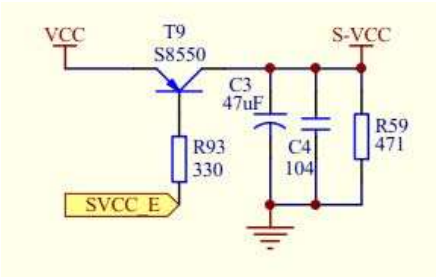 VCC
T9
S8550
S-VCC
C3
47uF
R59
471
R93
330
C4
104
SVCC_E